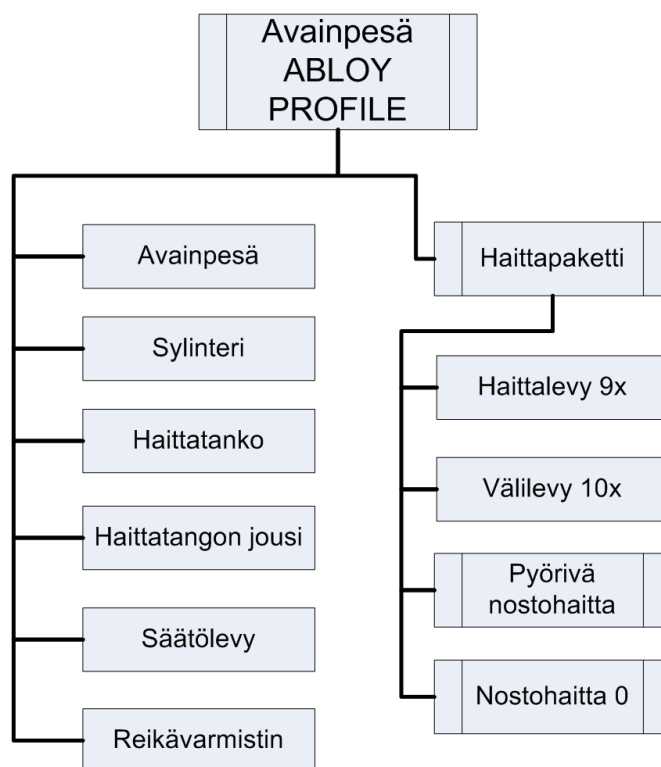 Avainpesä
ABLOY
PROFILE
Avainpesä
Sylinteri
Haittatanko
Haittatangon jousi
Säätölevy
Reikävarmistin
Haittapaketti
Haittalevy 9x
Välilevy 10x
Pyörivä
nostohaitta
Nostohaitta 0